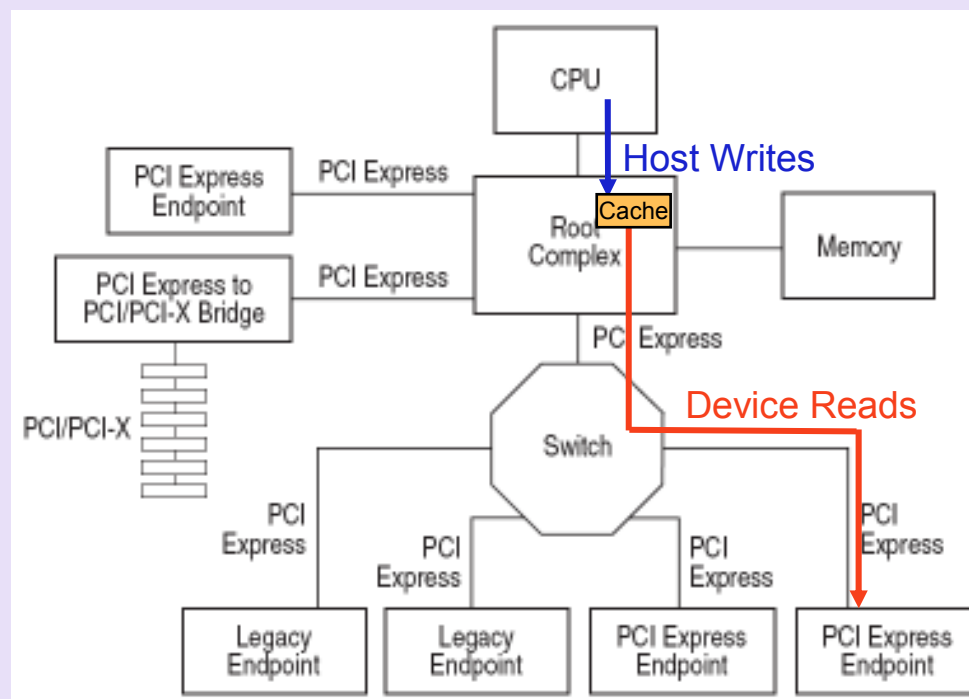 CPU
Host Writes
PCI Express
Endpoint
PCI Express
Cache
Root
Complex
Memory
PCI Express to
PCI/PCI-X Bridge
PCI Express
PCI Express
PCI/PCI-X
Device Reads
Switch
PCI
Express
PCI
Express
PCI
Express
PCI
Express
Legacy
Endpoint
Legacy
Endpoint
PCI Express
Endpoint
PCI Express
Endpoint